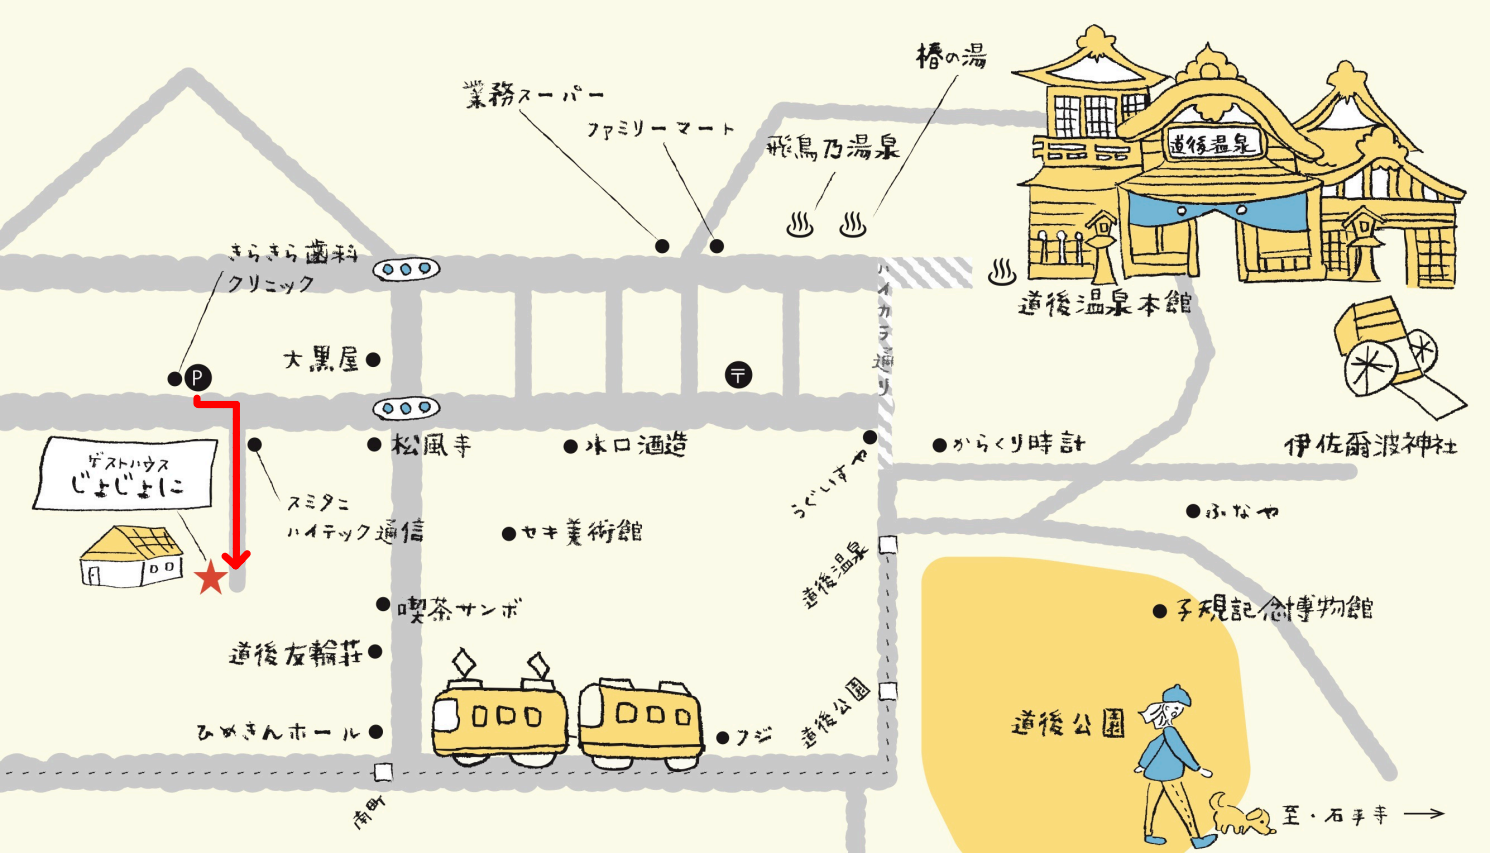 椿の湯
業務スーパー
ファミリーマート
飛鳥乃湯泉
道後温泉
きらきら歯科
クリニック
ハイカラ通り
道後温泉本館
大黒屋
P
〒
松風寺
水口酒造
からくり時計
伊佐爾波神社
ゲストハウス
じょじょに
うぐいすや
スミタニ
ハイテック通信
セキ美術館
ふなや
道後温泉
喫茶サンボ
子規記念博物館
道後友輪荘
道後公園
道後公園
ひめぎんホール
フジ
南町
至・石手寺